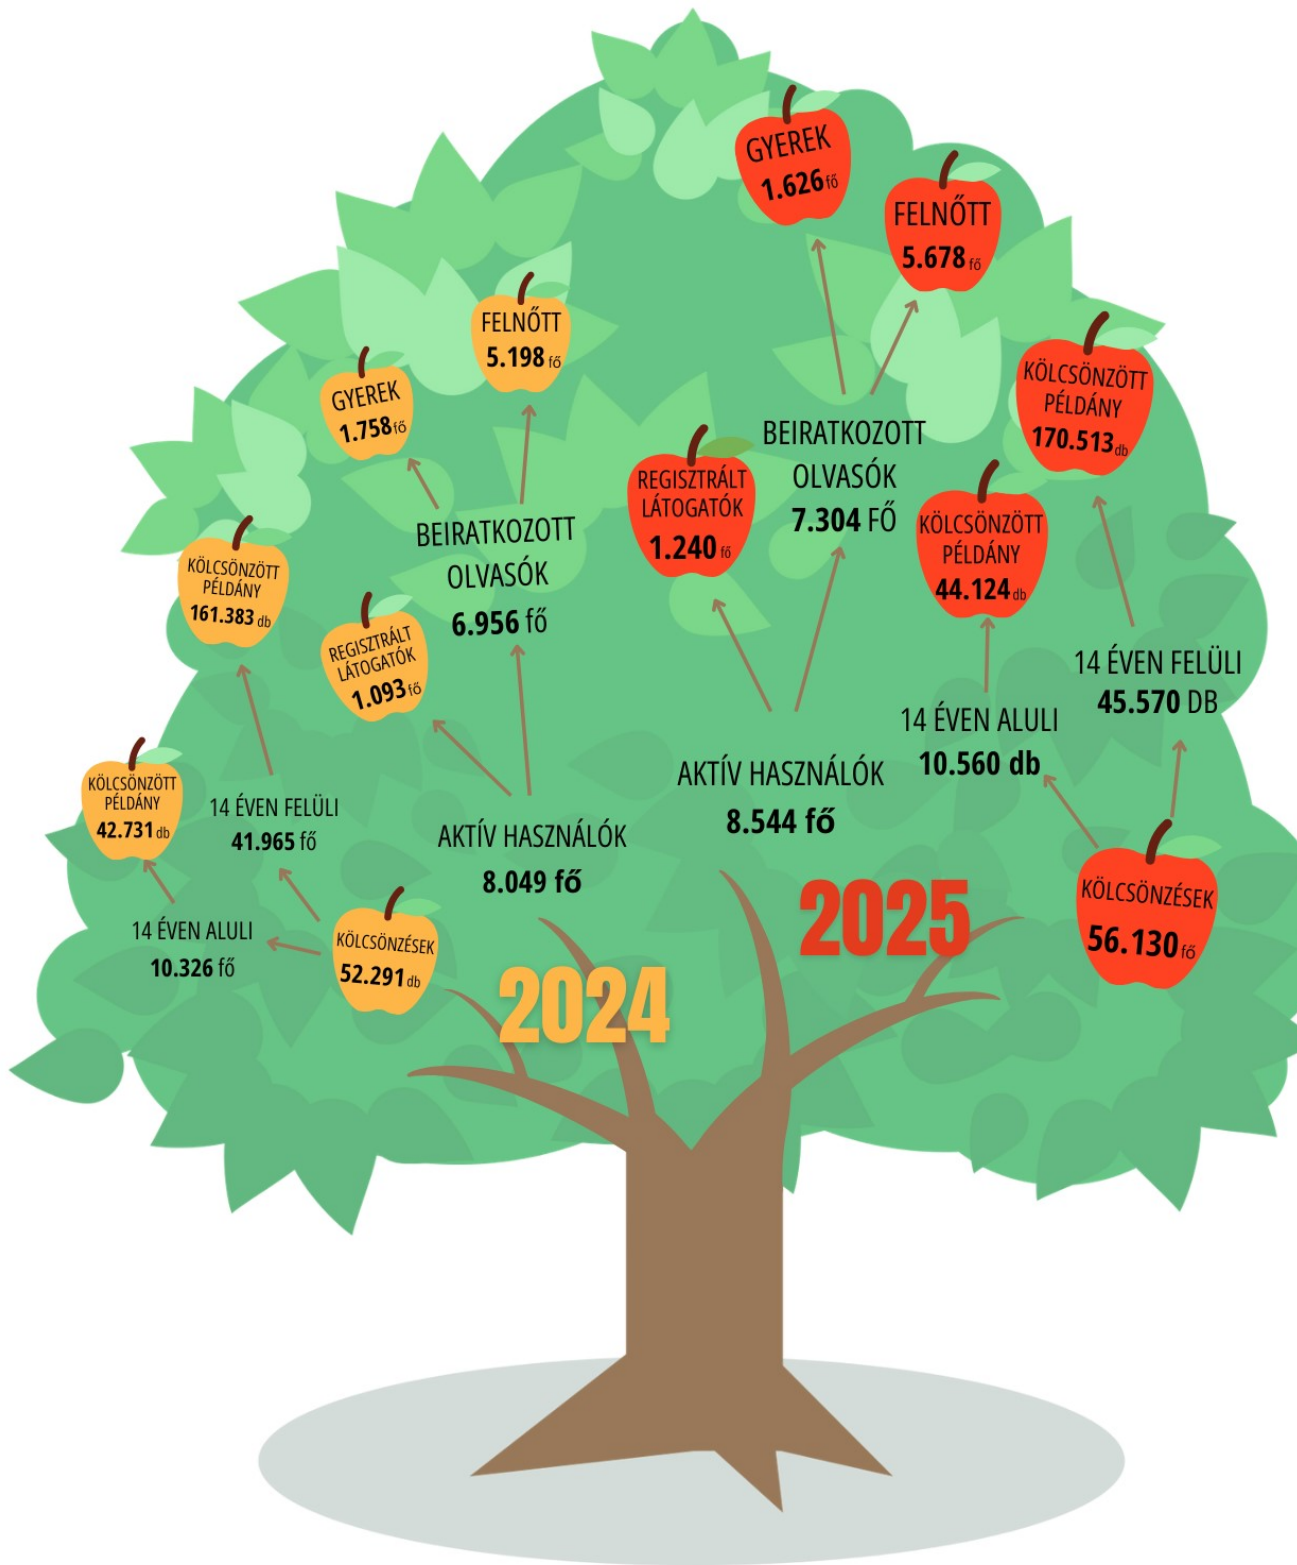 GYEREK
1.626 fő
FELNŐTT
5.678 fő
FELNŐTT
5.198 fő
GYEREK
1.758 fő
KÖLCSÖNZÖTT
PÉLDÁNY
170.513 db
BEIRATKOZOTT
OLVASÓK
7.304 FŐ
REGISZTRÁLT
LÁTOGATÓK
1.240 fő
KÖLCSÖNZÖTT
PÉLDÁNY
44.124 db
BEIRATKOZOTT
OLVASÓK
6.956 fő
KÖLCSÖNZÖTT
PÉLDÁNY
161.383 db
REGISZTRÁLT
LÁTOGATÓK
1.093 fő
14 ÉVEN FELÜLI
45.570 DB
14 ÉVEN ALULI
10.560 db
AKTÍV HASZNÁLÓK
8.544 fő
KÖLCSÖNZÖTT
PÉLDÁNY
42.731 db
14 ÉVEN FELÜLI
41.965 fő
AKTÍV HASZNÁLÓK
8.049 fő
14 ÉVEN ALULI
10.326 fő
KÖLCSÖNZÉSEK
52.291 db
KÖLCSÖNZÉSEK
56.130 fő
2025
2024